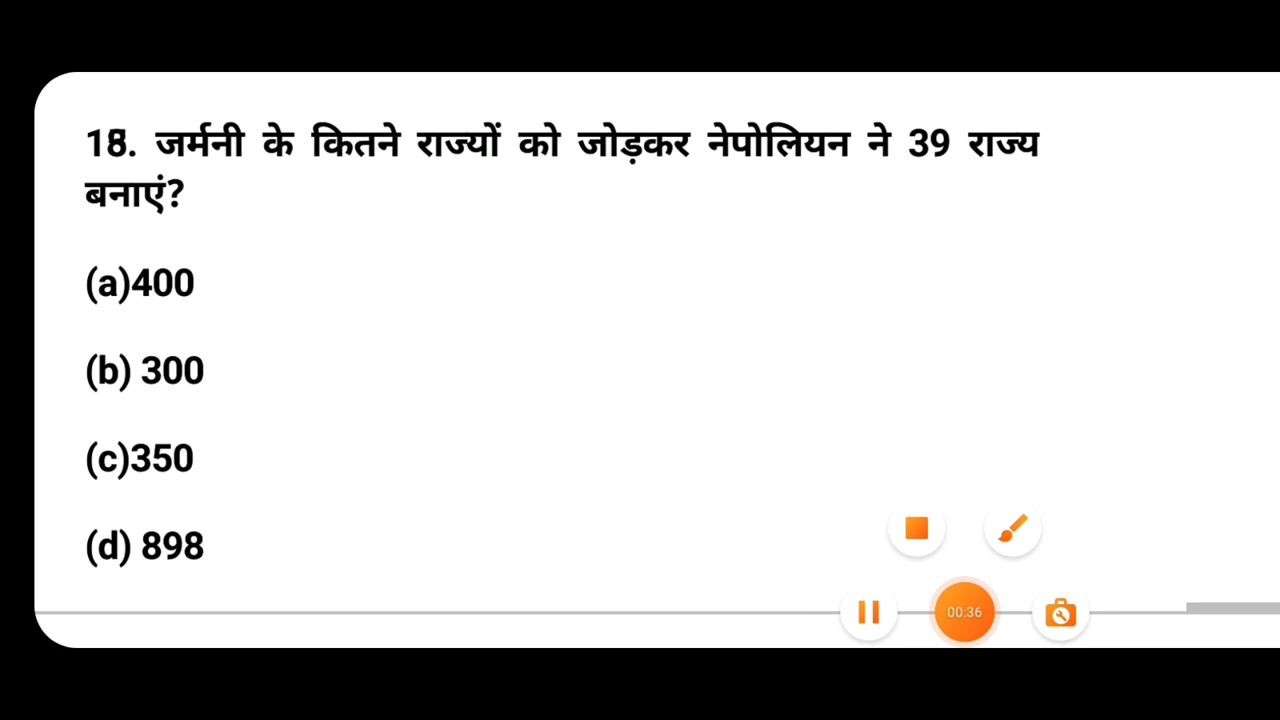 18. जर्मनी के कितने राज्यों को जोड़कर नेपोलियन ने 39 राज्य
बनाएं?
(a)400
(b) 300
(c)350
(d) 898
00:36